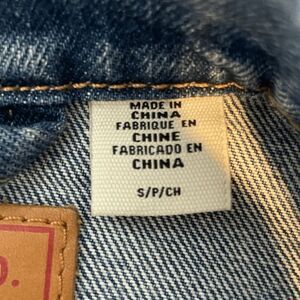 MADE IN
CHINA
FABRIQUE EN
CHINE
FABRICADO EN
CHINA
S/P/CH
O.